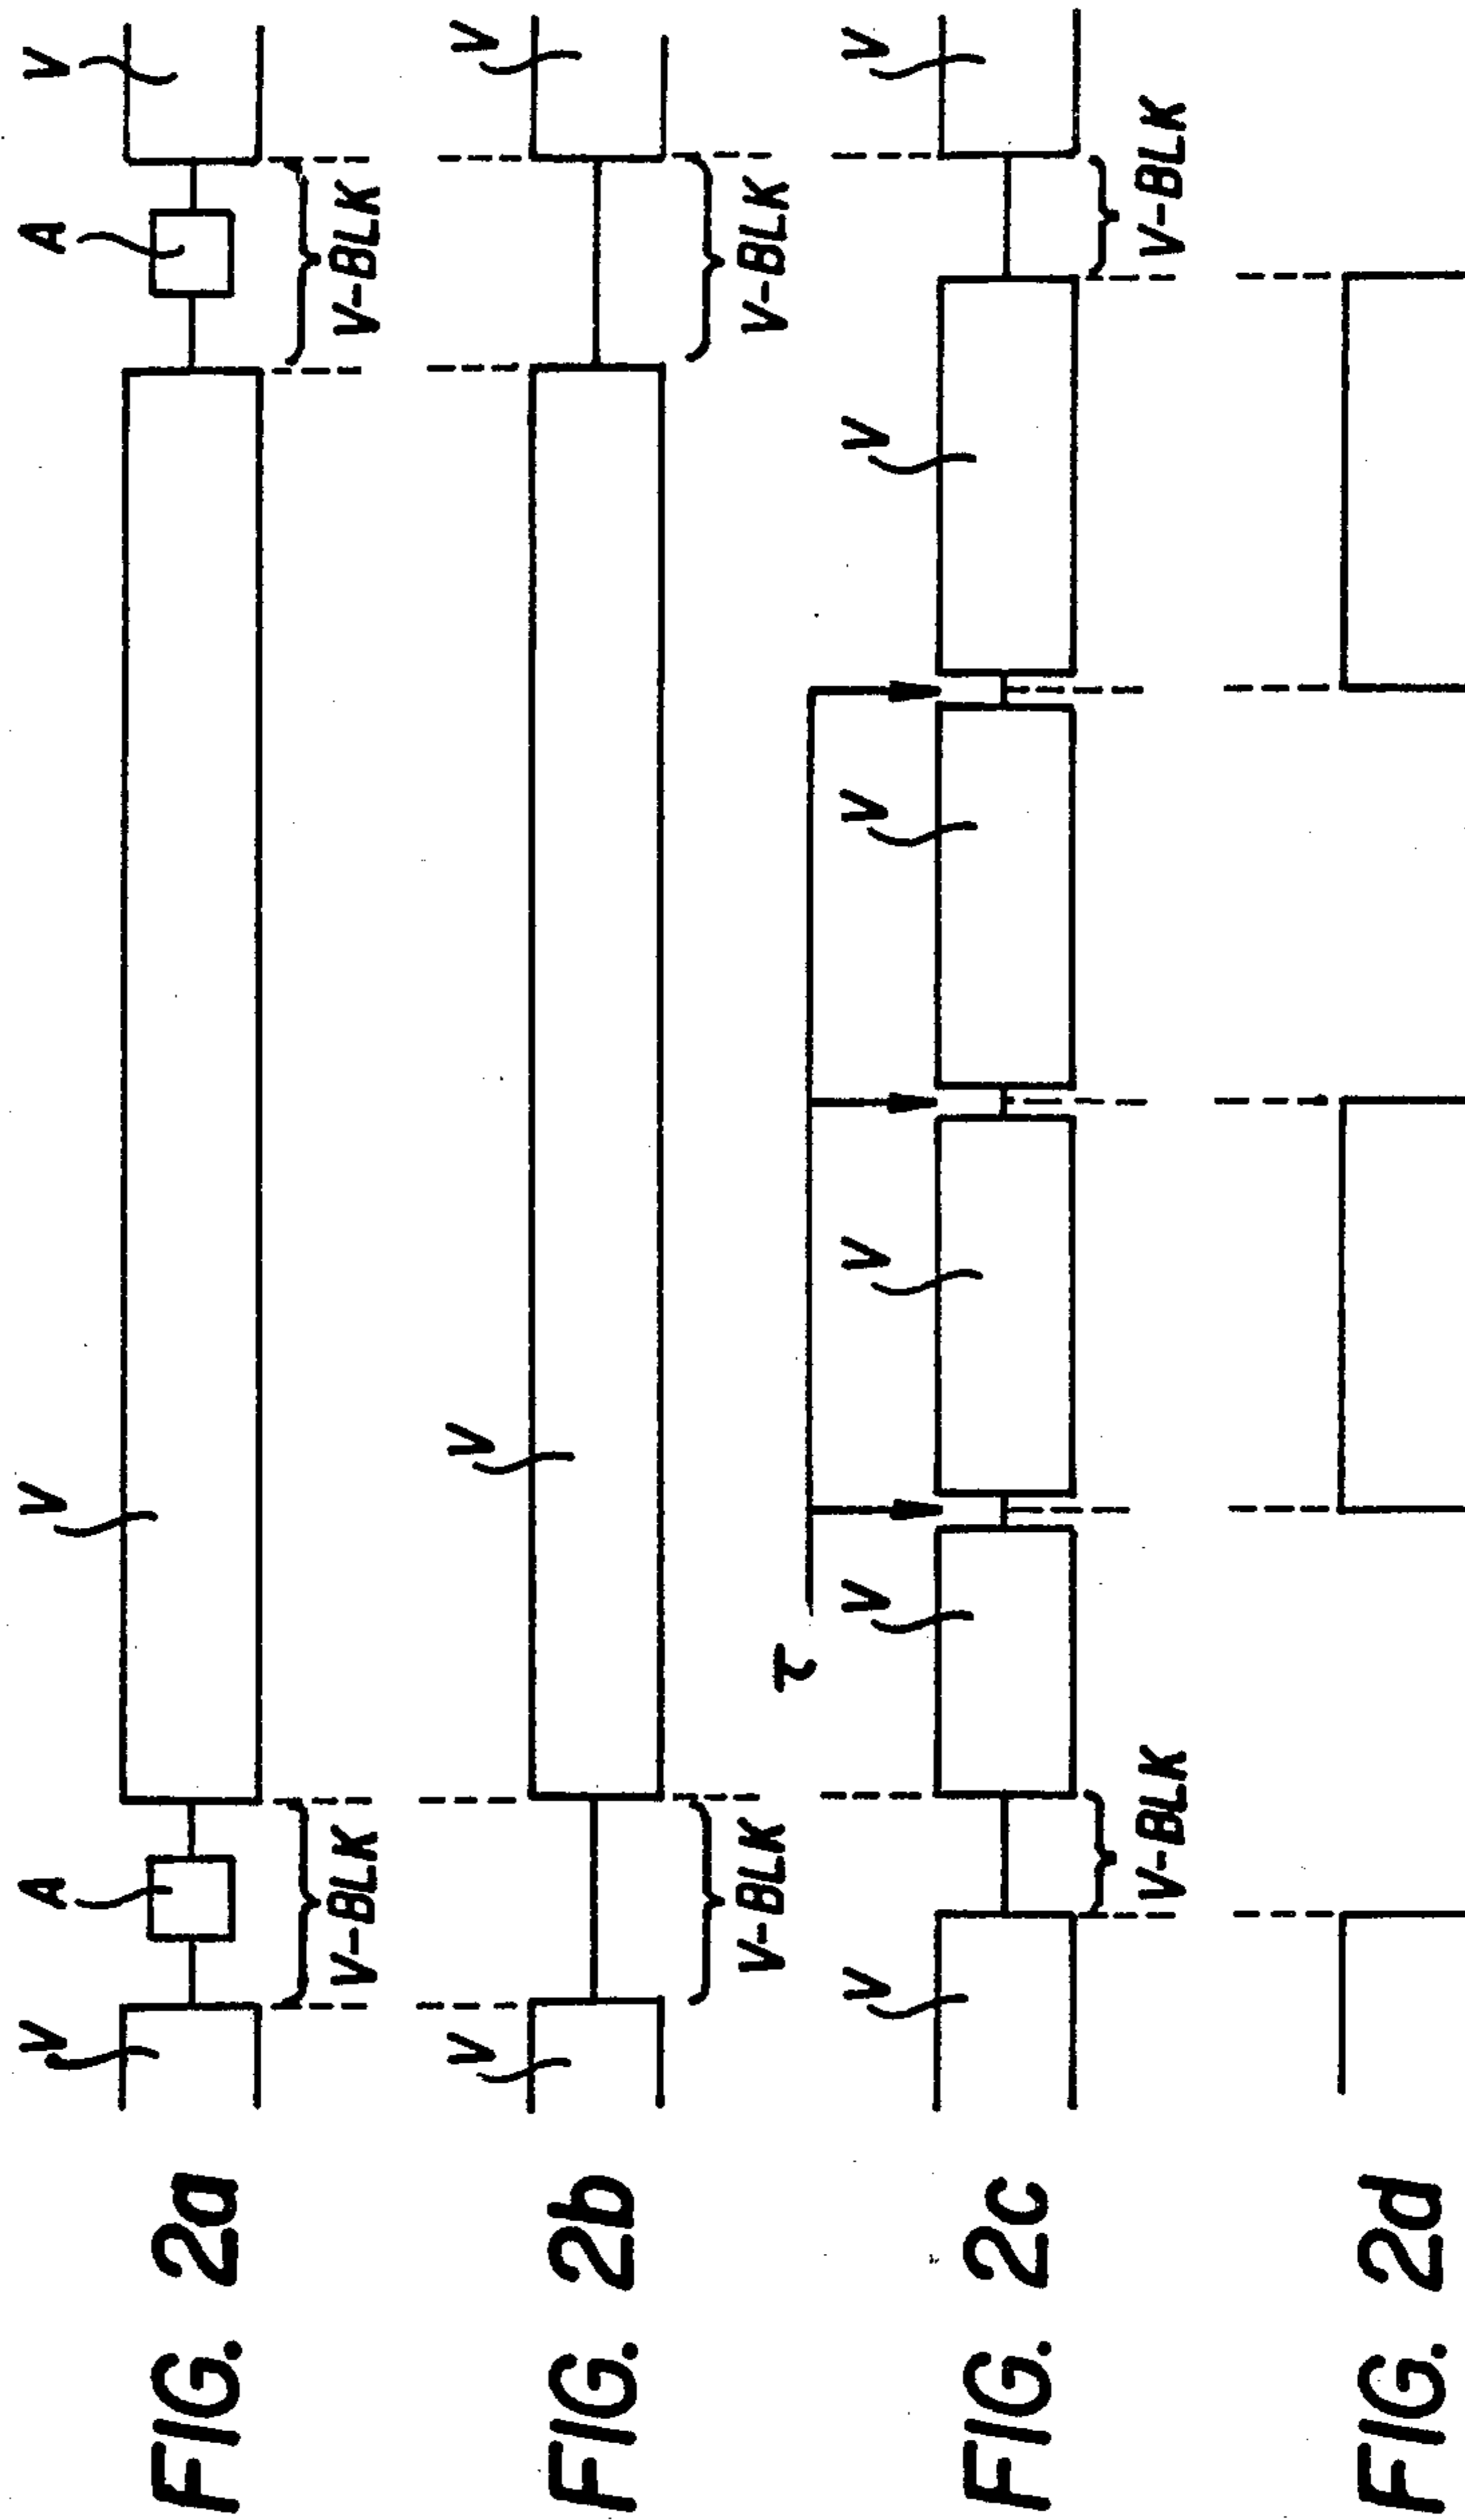 V A V A V
FIG. 2a
V-BLK V-BLK
V V V
FIG. 2b
V-BLK V-BLK
τ
V V V V V V
FIG. 2c
V-BLK V-BLK
FIG. 2d